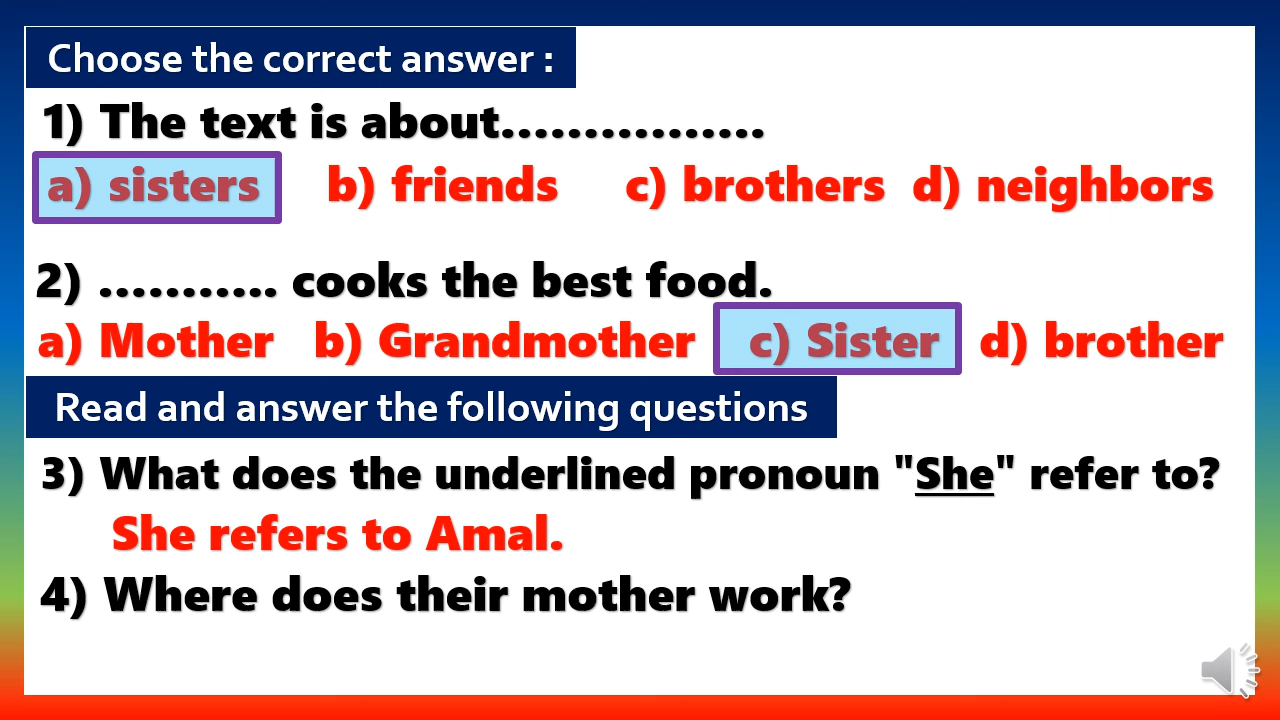 Choose the correct answer :
1) The text is about................
a) sisters b) friends c) brothers d) neighbors
2) ........... cooks the best food.
a) Mother b) Grandmother c) Sister d) brother
Read and answer the following questions
3) What does the underlined pronoun "She" refer to?
She refers to Amal.
4) Where does their mother work?